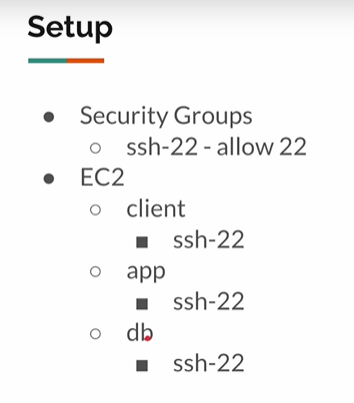 Setup
● Security Groups
○ ssh-22 - allow 22
● EC2
○ client
■ ssh-22
○ app
■ ssh-22
○ db
■ ssh-22